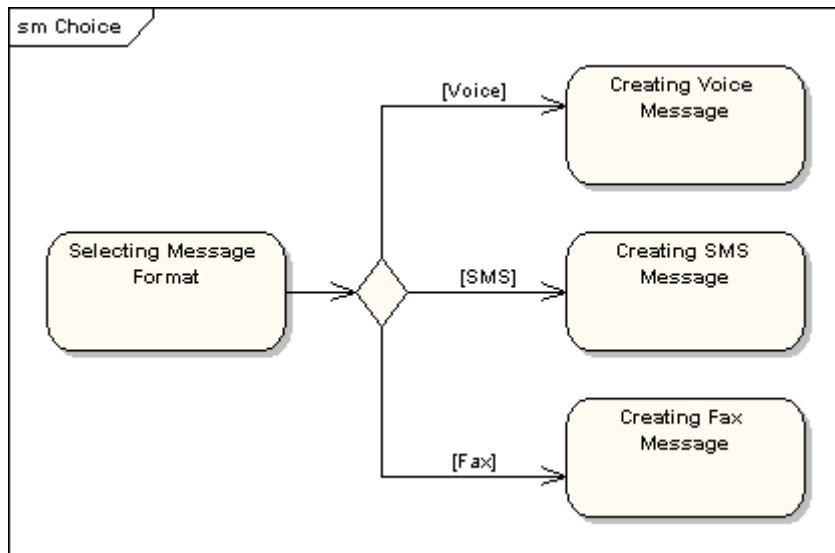 sm Choice
Creating Voice
Message
[Voice]
Selecting Message
Format
Creating SMS
Message
[SMS]
Creating Fax
Message
[Fax]